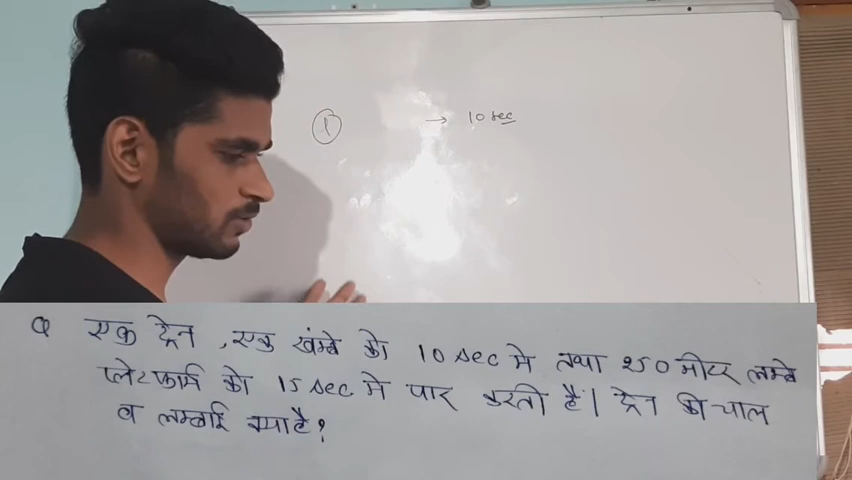 ① → 10 sec
Q एक ट्रेन , एक खंम्बे को 10 sec मे तथा 250 मीटर लम्बे
प्लेटफार्म को 15 sec मे पार करती है। ट्रेन की चाल
व लम्बाई क्या है?